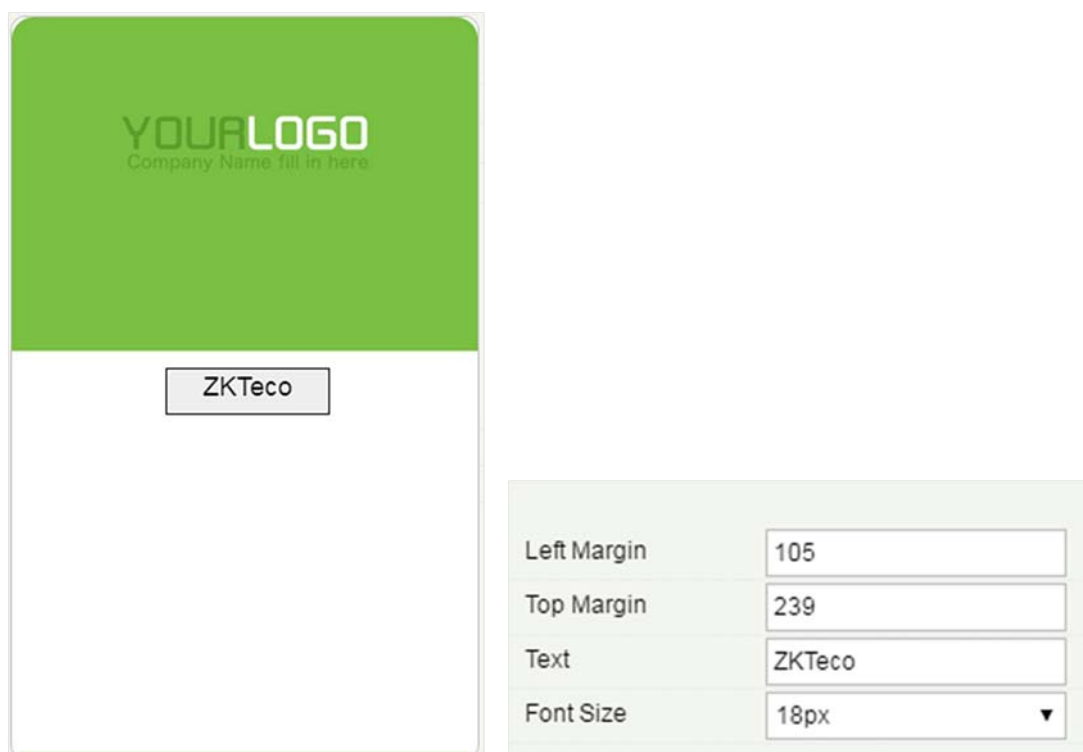 YOURLOGO
Company Name fill in here
ZKTeco
Left Margin 105
Top Margin 239
Text ZKTeco
Font Size 18px